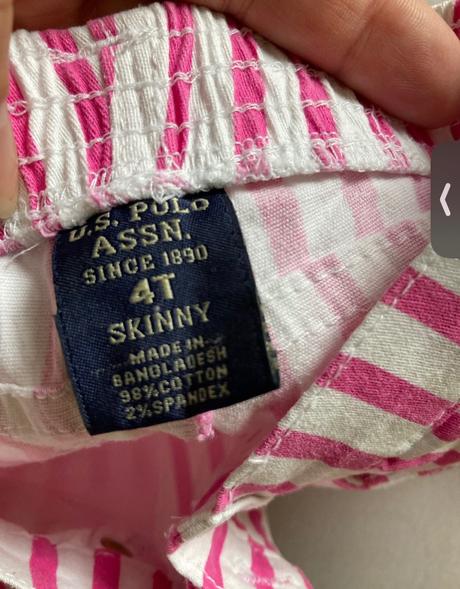 U.S. POLO
ASSN.
SINCE 1890
4T
SKINNY
MADE IN
BANGLADESH
98% COTTON
2% SPANDEX